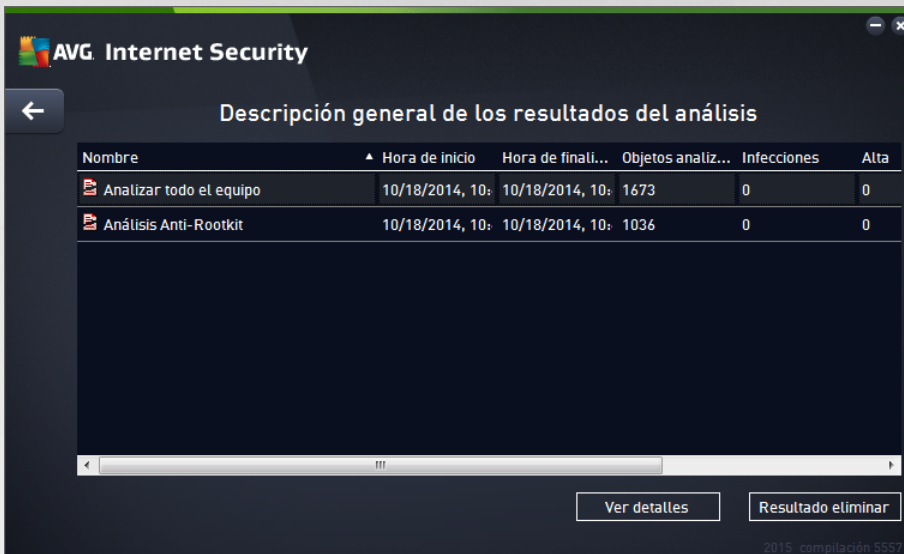 AVG. Internet Security
Descripción general de los resultados del análisis
Nombre Hora de inicio Hora de finali... Objetos analiz... Infecciones Alta
Analizar todo el equipo 10/18/2014, 10: 10/18/2014, 10: 1673 0 0
Análisis Anti-Rootkit 10/18/2014, 10: 10/18/2014, 10: 1036 0 0
Ver detalles Resultado eliminar
2015 compilación 5557